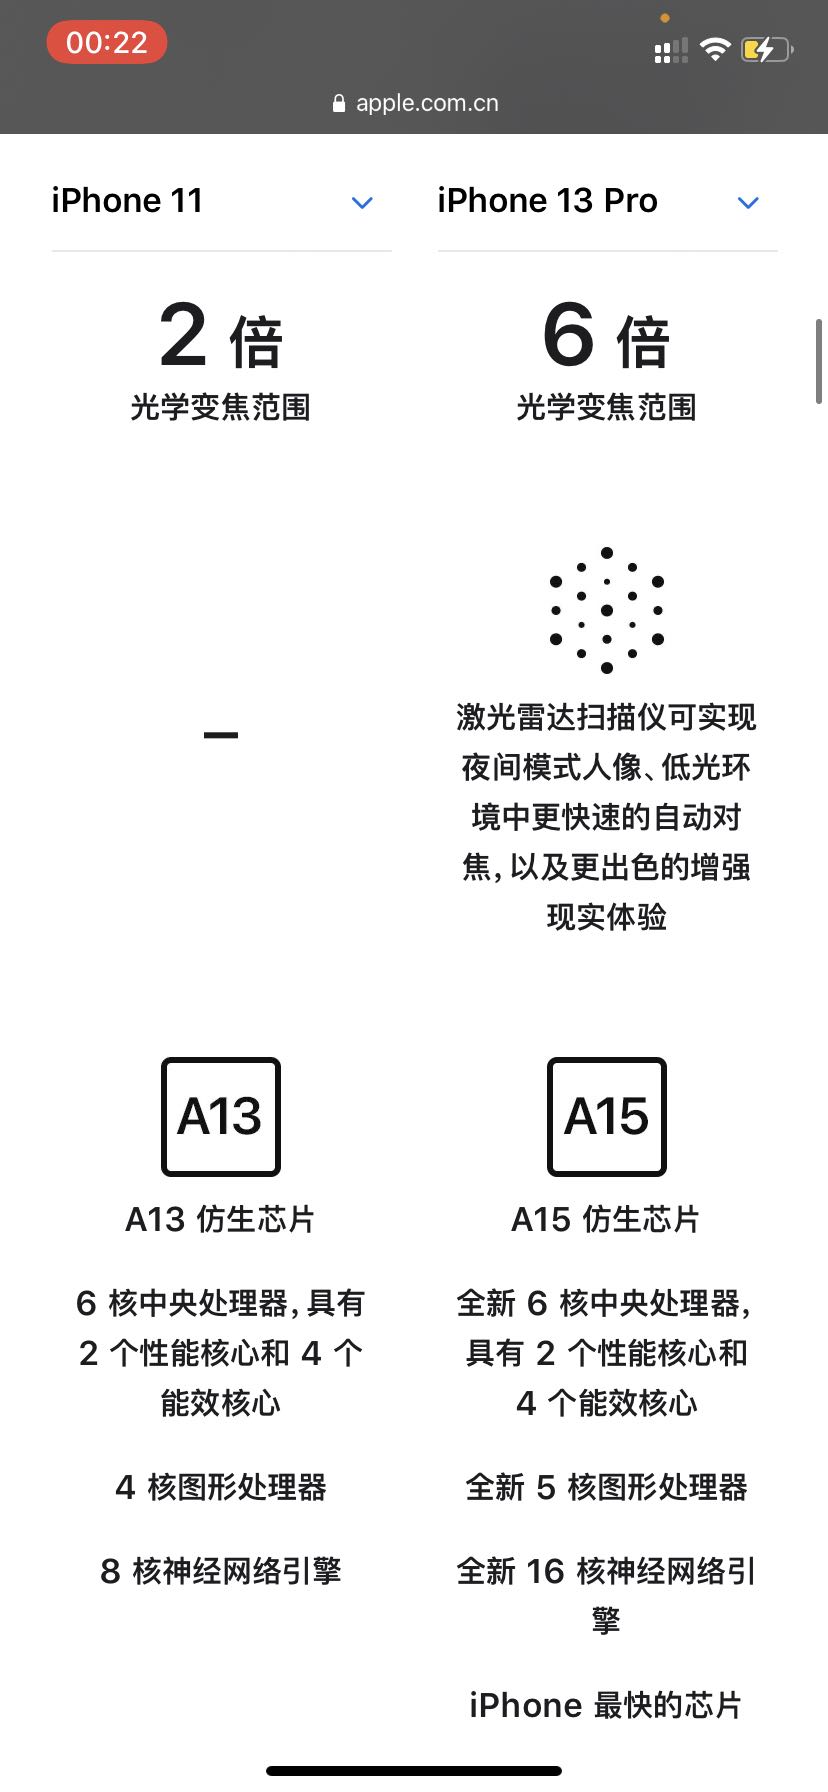 00:22
apple.com.cn
iPhone 11
iPhone 13 Pro
2 倍
光学变焦范围
6 倍
光学变焦范围
–
激光雷达扫描仪可实现
夜间模式人像、低光环
境中更快速的自动对
焦，以及更出色的增强
现实体验
A13
A13 仿生芯片
6 核中央处理器，具有
2 个性能核心和 4 个
能效核心
4 核图形处理器
8 核神经网络引擎
A15
A15 仿生芯片
全新 6 核中央处理器，
具有 2 个性能核心和
4 个能效核心
全新 5 核图形处理器
全新 16 核神经网络引
擎
iPhone 最快的芯片